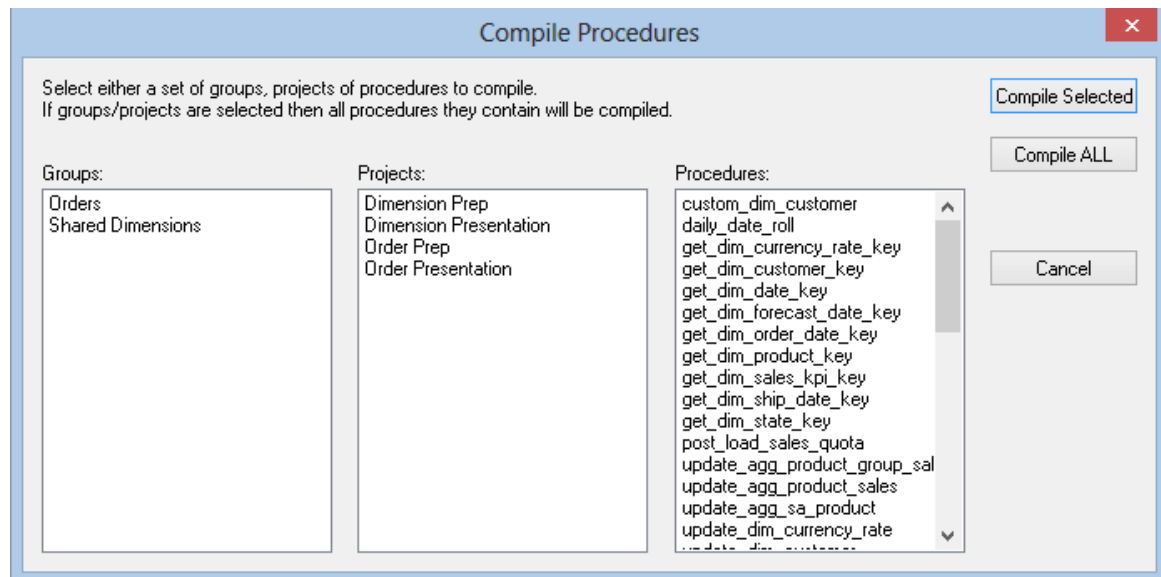 Compile Procedures
Select either a set of groups, projects of procedures to compile.
If groups/projects are selected then all procedures they contain will be compiled.
Compile Selected
Compile ALL
Cancel
Groups:
Orders
Shared Dimensions
Projects:
Dimension Prep
Dimension Presentation
Order Prep
Order Presentation
Procedures:
custom_dim_customer
daily_date_roll
get_dim_currency_rate_key
get_dim_customer_key
get_dim_date_key
get_dim_forecast_date_key
get_dim_order_date_key
get_dim_product_key
get_dim_sales_kpi_key
get_dim_ship_date_key
get_dim_state_key
post_load_sales_quota
update_agg_product_group_sal
update_agg_product_sales
update_agg_sa_product
update_dim_currency_rate